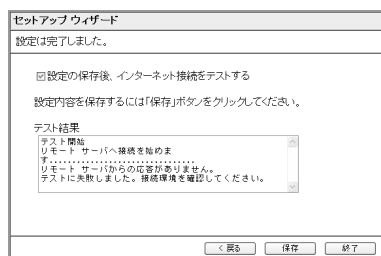 セットアップ ウィザード
設定は完了しました。
設定の保存後、インターネット接続をテストする
設定内容を保存するには「保存」ボタンをクリックしてください。
テスト結果
テスト開始
リモート サーバへ接続を始めま
す................................
リモート サーバからの応答がありません。
テストに失敗しました。接続環境を確認してください。
< 戻る
保存
終了